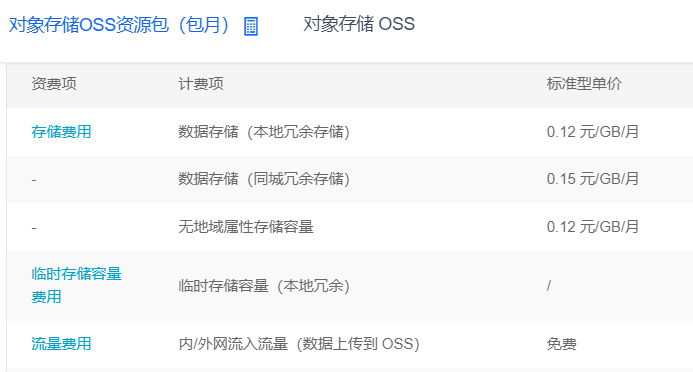 对象存储OSS资源包（包月） 对象存储 OSS
资费项 计费项 标准型单价
存储费用 数据存储（本地冗余存储） 0.12 元/GB/月
- 数据存储（同城冗余存储） 0.15 元/GB/月
- 无地域属性存储容量 0.12 元/GB/月
临时存储容量
费用 临时存储容量（本地冗余） /
流量费用 内/外网流入流量（数据上传到 OSS） 免费